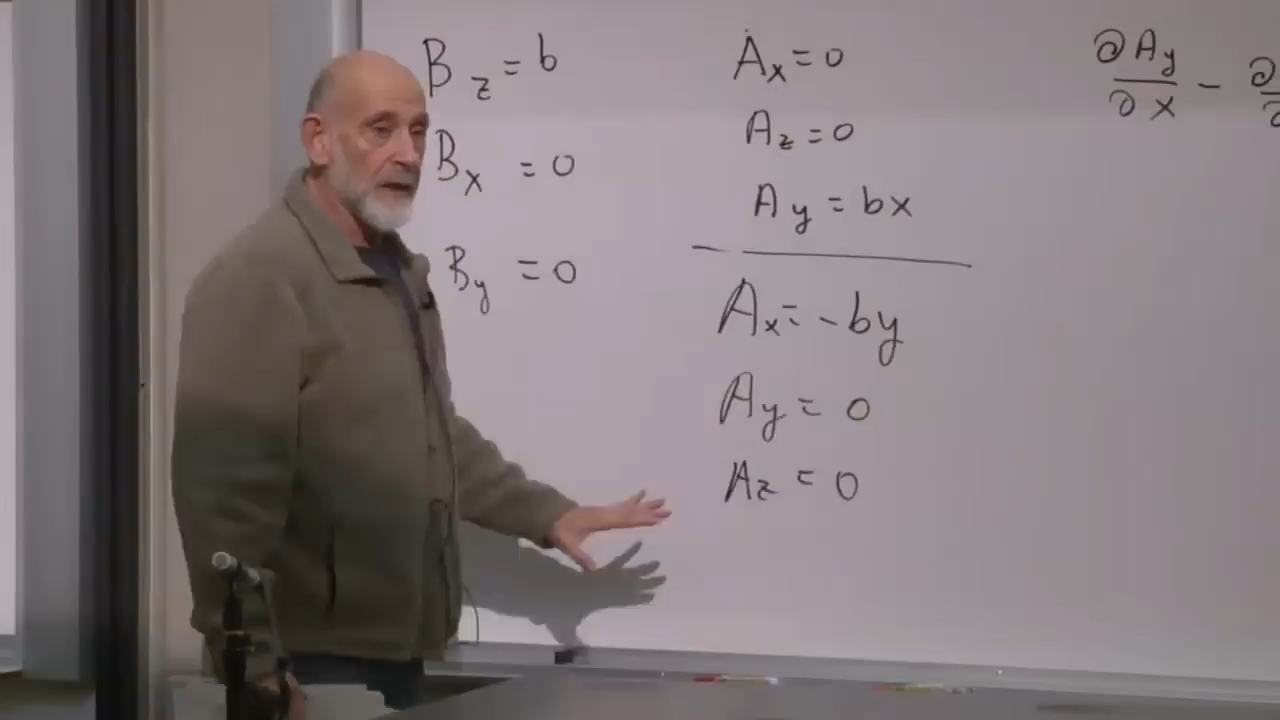 B_z = b
B_x = 0
B_y = 0
A_x = 0
A_z = 0
A_y = bx
A_x = -by
A_y = 0
A_z = 0
∂A_y/∂x - ∂